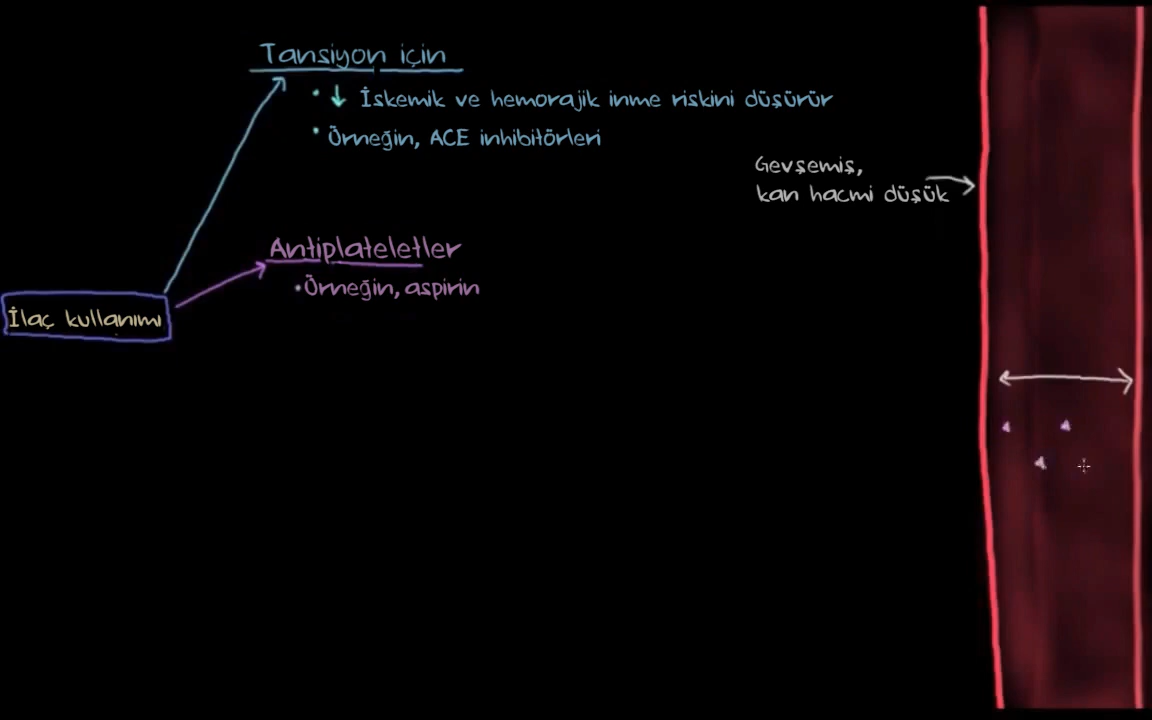 Tansiyon için
• ↓ İskemik ve hemorajik inme riskini düşürür
• Örneğin, ACE inhibitörleri
Gevşemiş,
kan hacmi düşük
Antiplateletler
• Örneğin, aspirin
İlaç kullanımı